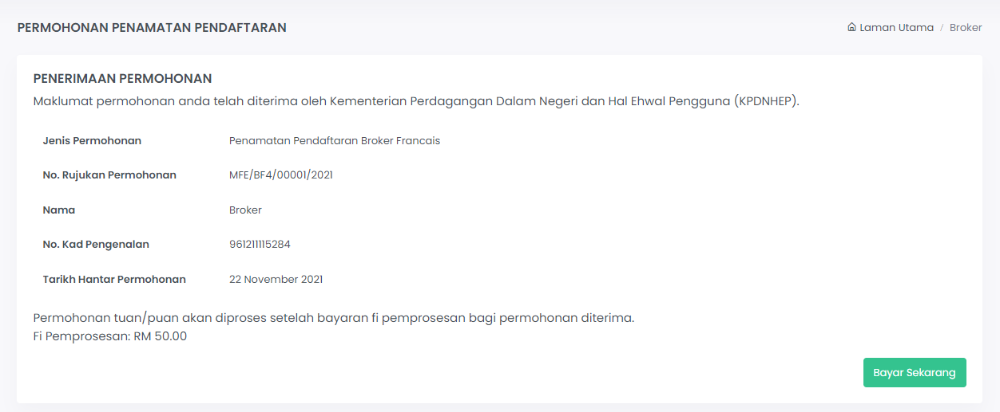 PERMOHONAN PENAMATAN PENDAFTARAN
Laman Utama / Broker
PENERIMAAN PERMOHONAN
Maklumat permohonan anda telah diterima oleh Kementerian Perdagangan Dalam Negeri dan Hal Ehwal Pengguna (KPDNHEP).
Jenis Permohonan Penamatan Pendaftaran Broker Francais
No. Rujukan Permohonan MFE/BF4/00001/2021
Nama Broker
No. Kad Pengenalan 961211115284
Tarikh Hantar Permohonan 22 November 2021
Permohonan tuan/puan akan diproses setelah bayaran fi pemprosesan bagi permohonan diterima.
Fi Pemprosesan: RM 50.00
Bayar Sekarang